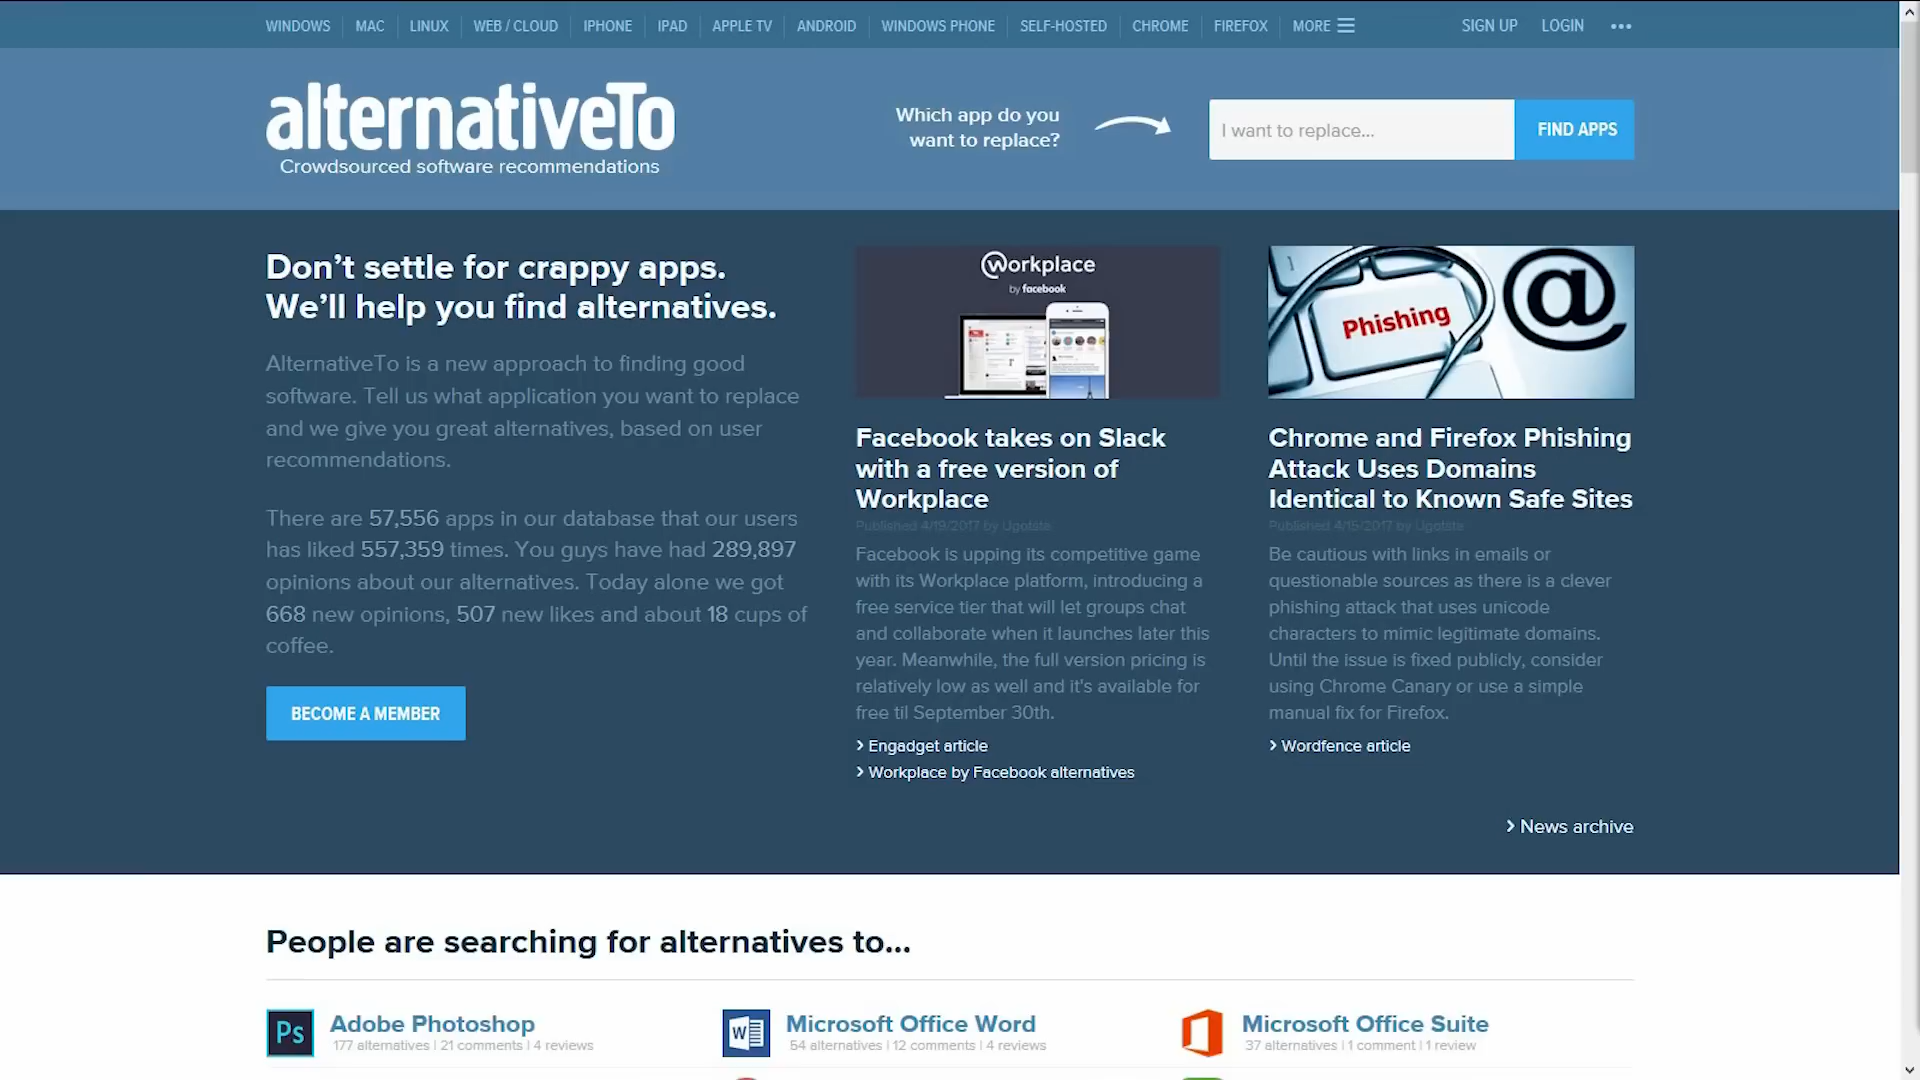 WINDOWS MAC LINUX WEB / CLOUD IPHONE IPAD APPLE TV ANDROID WINDOWS PHONE SELF-HOSTED CHROME FIREFOX MORE SIGN UP LOGIN
alternativeTo
Crowdsourced software recommendations
Which app do you
want to replace?
I want to replace...
FIND APPS
Don't settle for crappy apps.
We'll help you find alternatives.
AlternativeTo is a new approach to finding good
software. Tell us what application you want to replace
and we give you great alternatives, based on user
recommendations.
There are 57,556 apps in our database that our users
has liked 557,359 times. You guys have had 289,897
opinions about our alternatives. Today alone we got
668 new opinions, 507 new likes and about 18 cups of
coffee.
BECOME A MEMBER
Workplace
by facebook
Facebook takes on Slack
with a free version of
Workplace
Published 4/19/2017 by Ugotsta
Facebook is upping its competitive game
with its Workplace platform, introducing a
free service tier that will let groups chat
and collaborate when it launches later this
year. Meanwhile, the full version pricing is
relatively low as well and it's available for
free til September 30th.
Engadget article
Workplace by Facebook alternatives
Phishing
@
Chrome and Firefox Phishing
Attack Uses Domains
Identical to Known Safe Sites
Published 4/15/2017 by Ugotsta
Be cautious with links in emails or
questionable sources as there is a clever
phishing attack that uses unicode
characters to mimic legitimate domains.
Until the issue is fixed publicly, consider
using Chrome Canary or use a simple
manual fix for Firefox.
Wordfence article
News archive
People are searching for alternatives to...
Ps
Adobe Photoshop
177 alternatives | 21 comments | 4 reviews
W
Microsoft Office Word
54 alternatives | 12 comments | 4 reviews
Microsoft Office Suite
37 alternatives | 1 comment | 1 review